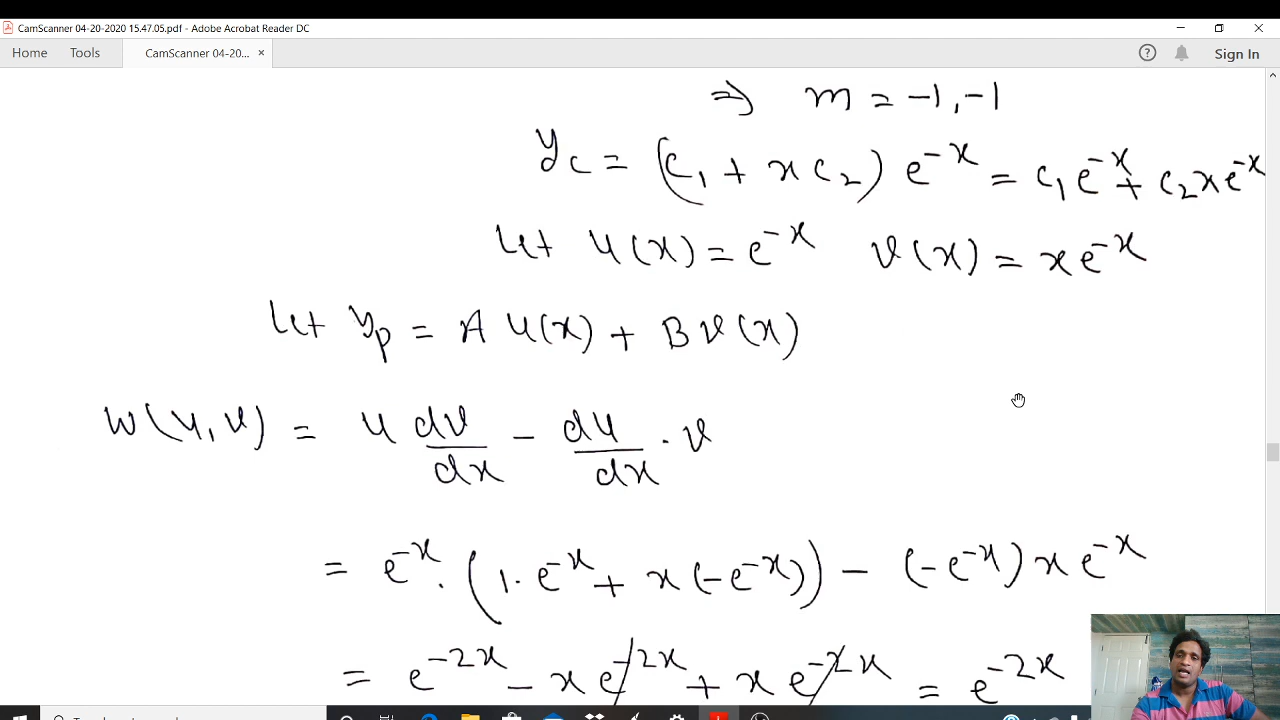 CamScanner 04-20-2020 15.47.05.pdf - Adobe Acrobat Reader DC
Home Tools CamScanner 04-20... × Sign In
⇒ m = -1, -1
y_c = (c_1 + x c_2) e^{-x} = c_1 e^{-x} + c_2 x e^{-x}
Let u(x) = e^{-x} v(x) = x e^{-x}
Let y_p = A u(x) + B v(x)
W(u, v) = u dv/dx - du/dx · v
= e^{-x} · (1 · e^{-x} + x(-e^{-x})) - (-e^{-x}) x e^{-x}
= e^{-2x} - x e^{-2x} + x e^{-2x} = e^{-2x}